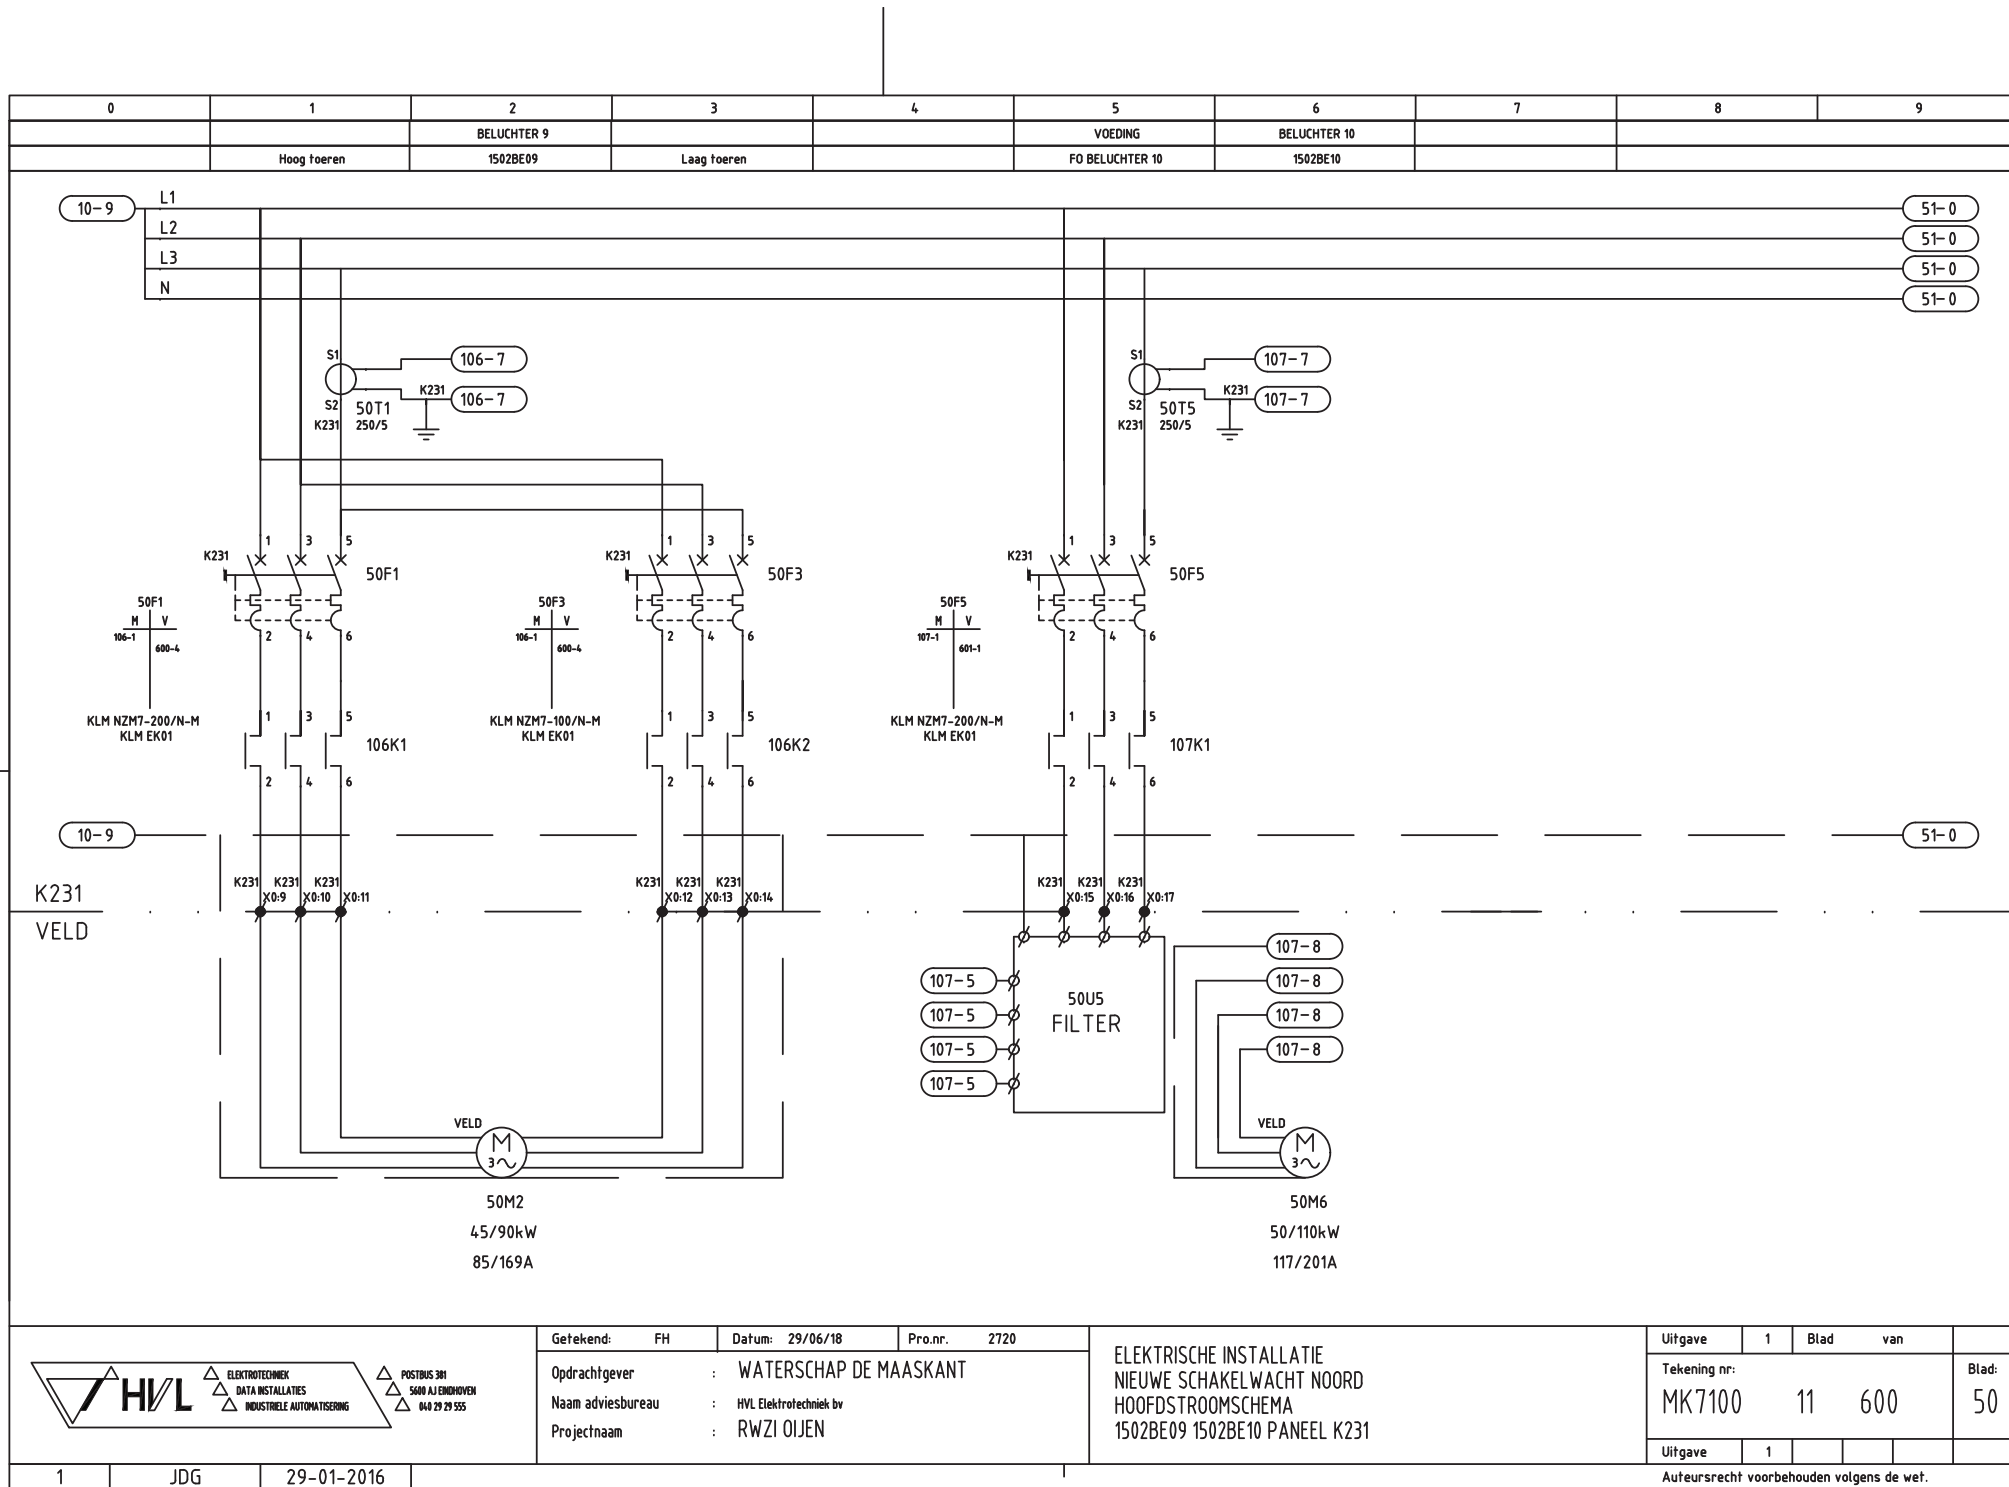 0 1 2 3 4 5 6 7 8 9
BELUCHTER 9 VOEDING BELUCHTER 10
Hoog toeren 1502BE09 Laag toeren FO BELUCHTER 10 1502BE10
10-9 L1 51-0
L2 51-0
L3 51-0
N 51-0
S1 106-7 S1 107-7
K231 106-7 K231 107-7
S2 50T1 S2 50T5
K231 250/5 K231 250/5
1 3 5 1 3 5 1 3 5
K231 K231 K231
50F1 50F3 50F5
50F1 50F3 50F5
M V M V M V
106-1 2 4 6 106-1 2 4 6 107-1 2 4 6
600-4 600-4 601-1
KLM NZM7-200/N-M 1 3 5 KLM NZM7-100/N-M 1 3 5 KLM NZM7-200/N-M 1 3 5
KLM EK01 KLM EK01 KLM EK01
106K1 106K2 107K1
2 4 6 2 4 6 2 4 6
10-9 51-0
K231 K231 K231 K231 K231 K231 K231 K231 K231
K231 X0:9 X0:10 X0:11 X0:12 X0:13 X0:14 X0:15 X0:16 X0:17
VELD
107-8
107-5 107-8
50U5
107-5 FILTER 107-8
107-5 107-8
107-5
VELD VELD
M M
3 3
50M2 50M6
45/90kW 50/110kW
85/169A 117/201A
HVL
ELEKTROTECHNIEK
DATA INSTALLATIES
INDUSTRIELE AUTOMATISERING
POSTBUS 381
5600 AJ EINDHOVEN
040 29 29 555
Getekend: FH Datum: 29/06/18 Pro.nr. 2720
Opdrachtgever : WATERSCHAP DE MAASKANT
Naam adviesbureau : HVL Elektrotechniek bv
Projectnaam : RWZI OIJEN
ELEKTRISCHE INSTALLATIE
NIEUWE SCHAKELWACHT NOORD
HOOFDSTROOMSCHEMA
1502BE09 1502BE10 PANEEL K231
Uitgave 1 Blad van
Tekening nr: Blad:
MK7100 11 600 50
Uitgave 1
1 JDG 29-01-2016
Auteursrecht voorbehouden volgens de wet.